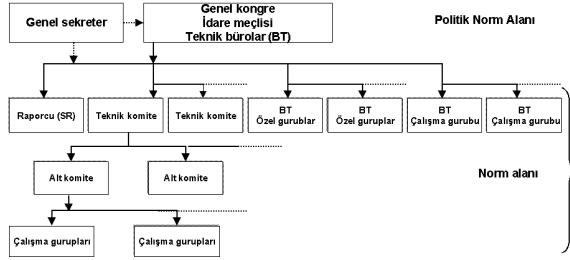 Genel sekreter
Genel kongre
İdare meçlisi
Teknik bürolar (BT)
Politik Norm Alanı
Raporcu (SR)
Teknik komite
Teknik komite
BT
Özel gurublar
BT
Özel guruplar
BT
Çalışma gurubu
BT
Çalışma gurubu
Alt komite
Alt komite
Norm alanı
Çalışma gurupları
Çalışma gurupları